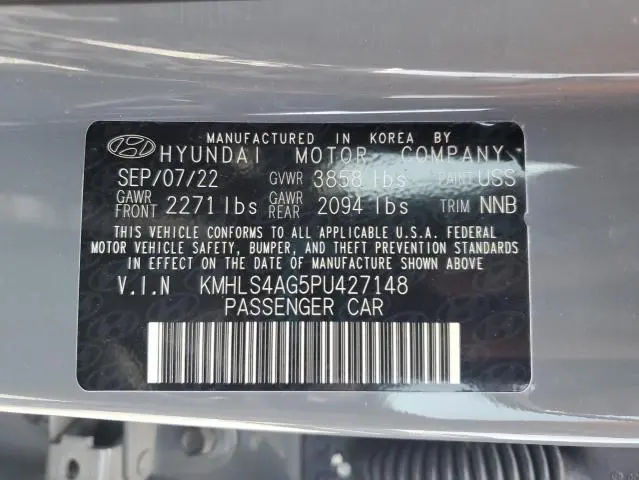 MANUFACTURED IN KOREA BY
HYUNDAI MOTOR COMPANY
SEP/07/22 GVWR 3858 lbs PAINT USS
GAWR FRONT 2271 lbs GAWR REAR 2094 lbs TRIM NNB
THIS VEHICLE CONFORMS TO ALL APPLICABLE U.S.A. FEDERAL
MOTOR VEHICLE SAFETY, BUMPER, AND THEFT PREVENTION STANDARDS
IN EFFECT ON THE DATE OF MANUFACTURE SHOWN ABOVE
V.I.N KMHLS4AG5PU427148
PASSENGER CAR